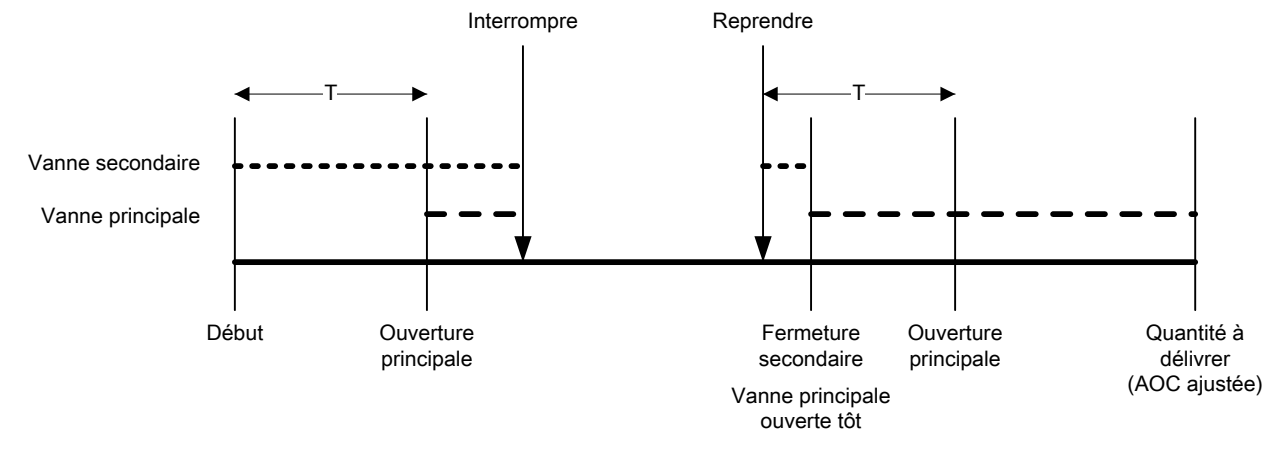 Interrompre
Reprendre
T
T
Vanne secondaire
Vanne principale
Début
Ouverture
principale
Fermeture
secondaire
Vanne principale
ouverte tôt
Ouverture
principale
Quantité à
délivrer
(AOC ajustée)